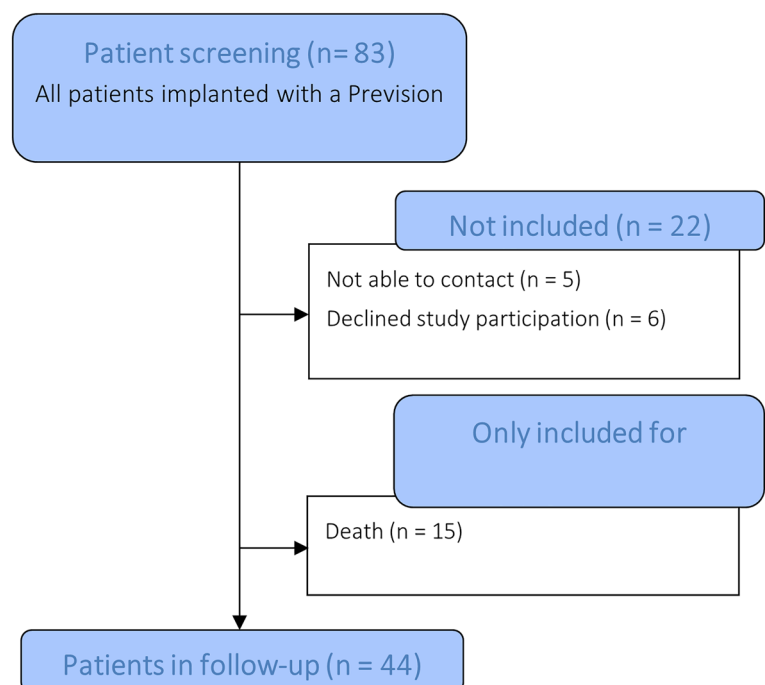 Patient screening (n= 83)
All patients implanted with a Prevision
Not included (n = 22)
Not able to contact (n = 5)
Declined study participation (n = 6)
Only included for
Death (n = 15)
Patients in follow-up (n = 44)